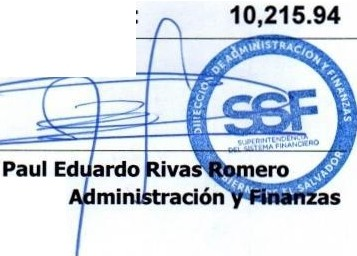 : 10,215.94
DIRECCIÓN DE ADMINISTRACIÓN Y FINANZAS
SSF
SUPERINTENDENCIA
DEL SISTEMA FINANCIERO
EL SALVADOR
Paul Eduardo Rivas Romero
Administración y Finanzas